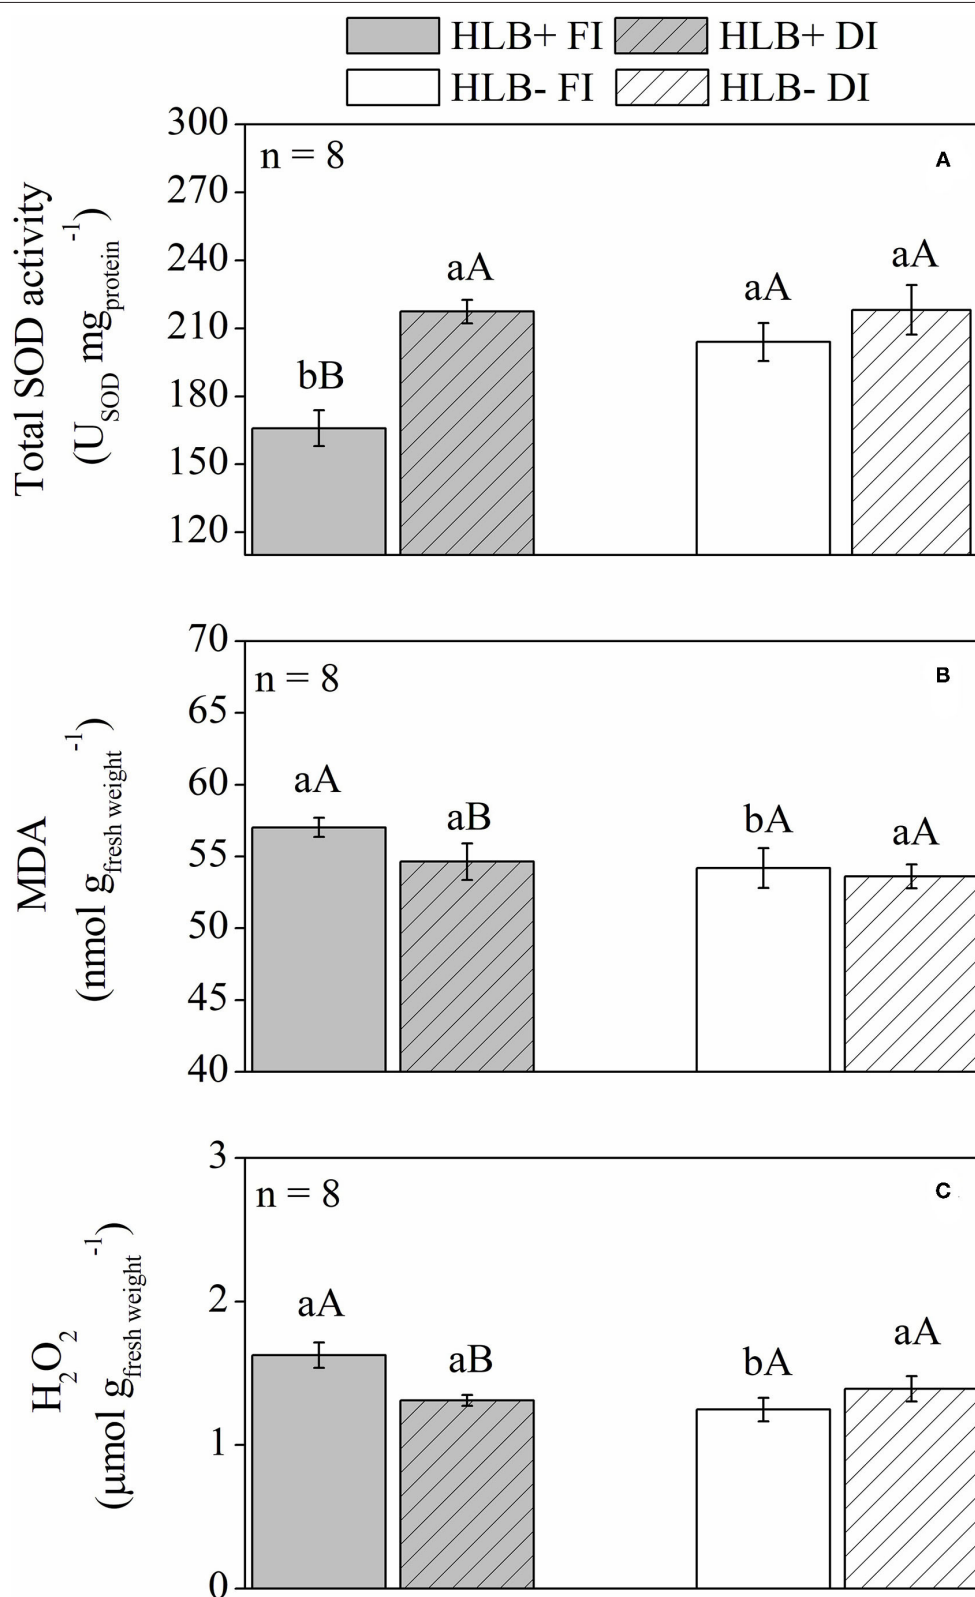 HLB+ FI HLB+ DI
HLB- FI HLB- DI
Total SOD activity
(U_SOD mg_protein^-1)
300
270
240
210
180
150
120
n = 8
A
bB
aA
aA
aA
MDA
(nmol g_fresh weight^-1)
70
65
60
55
50
45
40
n = 8
B
aA
aB
bA
aA
H₂O₂
(μmol g_fresh weight^-1)
3
2
1
0
n = 8
C
aA
aB
bA
aA